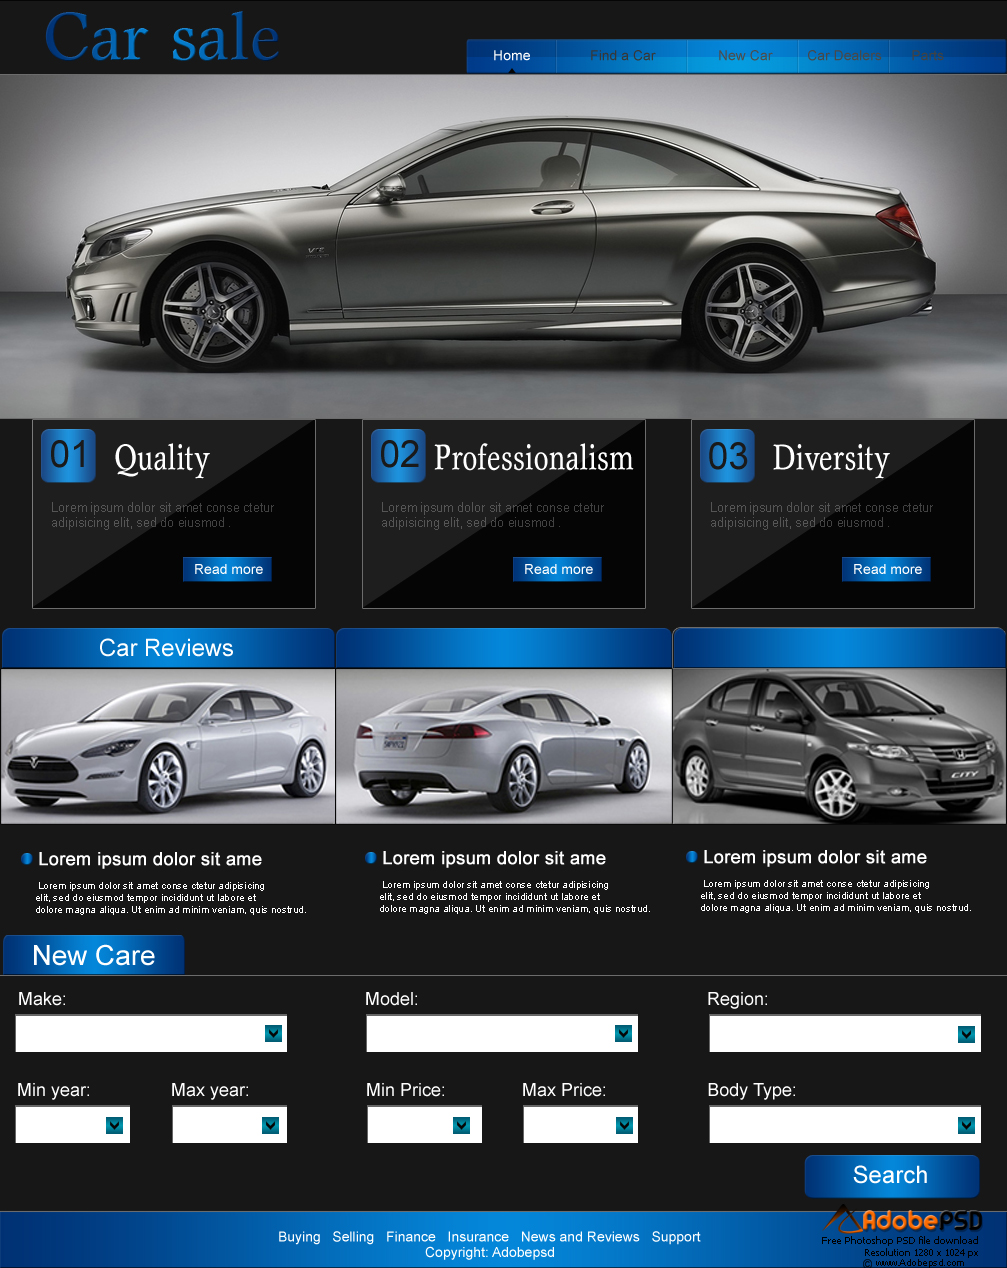 Car sale
Home Find a Car New Car Car Dealers Parts
01 Quality
Lorem ipsum dolor sit amet conse ctetur
adipisicing elit, sed do eiusmod .
Read more
02 Professionalism
Lorem ipsum dolor sit amet conse ctetur
adipisicing elit, sed do eiusmod .
Read more
03 Diversity
Lorem ipsum dolor sit amet conse ctetur
adipisicing elit, sed do eiusmod .
Read more
Car Reviews
CITY
Lorem ipsum dolor sit ame
Lorem ipsum dolor sit amet conse ctetur adipisicing
elit, sed do eiusmod tempor incididunt ut labore et
dolore magna aliqua. Ut enim ad minim veniam, quis nostrud.
Lorem ipsum dolor sit ame
Lorem ipsum dolor sit amet conse ctetur adipisicing
elit, sed do eiusmod tempor incididunt ut labore et
dolore magna aliqua. Ut enim ad minim veniam, quis nostrud.
Lorem ipsum dolor sit ame
Lorem ipsum dolor sit amet conse ctetur adipisicing
elit, sed do eiusmod tempor incididunt ut labore et
dolore magna aliqua. Ut enim ad minim veniam, quis nostrud.
New Care
Make: Model: Region:
Min year: Max year: Min Price: Max Price: Body Type:
Search
Buying Selling Finance Insurance News and Reviews Support
Copyright: Adobepsd
AdobePSD
Free Photoshop PSD file download
Resolution 1280 x 1024 px
© www.Adobepsd.com